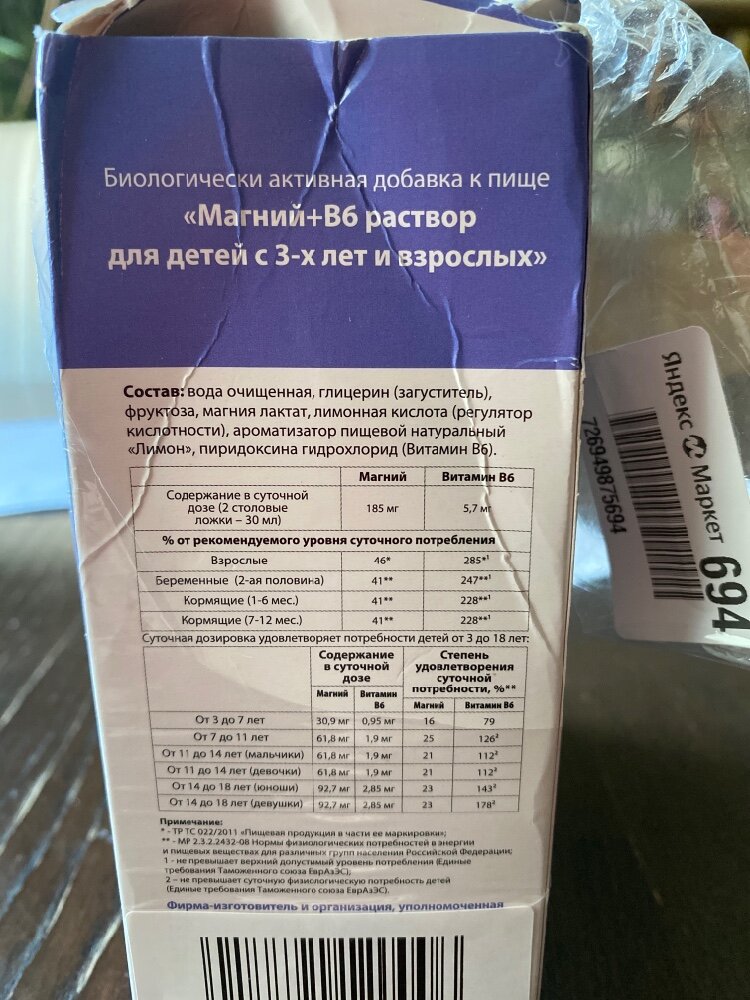 Биологически активная добавка к пище
«Магний+В6 раствор
для детей с 3-х лет и взрослых»
Состав: вода очищенная, глицерин (загуститель),
фруктоза, магния лактат, лимонная кислота (регулятор
кислотности), ароматизатор пищевой натуральный
«Лимон», пиридоксина гидрохлорид (Витамин В6).
Магний Витамин В6
Содержание в суточной
дозе (2 столовые
ложки – 30 мл) 185 мг 5,7 мг
% от рекомендуемого уровня суточного потребления
Взрослые 46* 285*¹
Беременные (2-ая половина) 41** 247**¹
Кормящие (1-6 мес.) 41** 228**¹
Кормящие (7-12 мес.) 41** 228**¹
Суточная дозировка удовлетворяет потребности детей от 3 до 18 лет:
Содержание
в суточной
дозе
Степень
удовлетворения
суточной
потребности, %**
Магний Витамин В6 Магний Витамин В6
От 3 до 7 лет 30,9 мг 0,95 мг 16 79
От 7 до 11 лет 61,8 мг 1,9 мг 25 126²
От 11 до 14 лет (мальчики) 61,8 мг 1,9 мг 21 112²
От 11 до 14 лет (девочки) 61,8 мг 1,9 мг 21 112²
От 14 до 18 лет (юноши) 92,7 мг 2,85 мг 23 143²
От 14 до 18 лет (девушки) 92,7 мг 2,85 мг 23 178²
Примечание:
* - ТР ТС 022/2011 «Пищевая продукция в части ее маркировки»;
** - МР 2.3.2.2432-08 Нормы физиологических потребностей в энергии
и пищевых веществах для различных групп населения Российской Федерации;
1 - не превышает верхний допустимый уровень потребления (Единые
требования Таможенного союза ЕврАзЭС);
2 – не превышает суточную физиологическую потребность детей
(Единые требования Таможенного союза ЕврАзЭС).
Фирма-изготовитель и организация, уполномоченная
Яндекс Маркет
726949875694
694